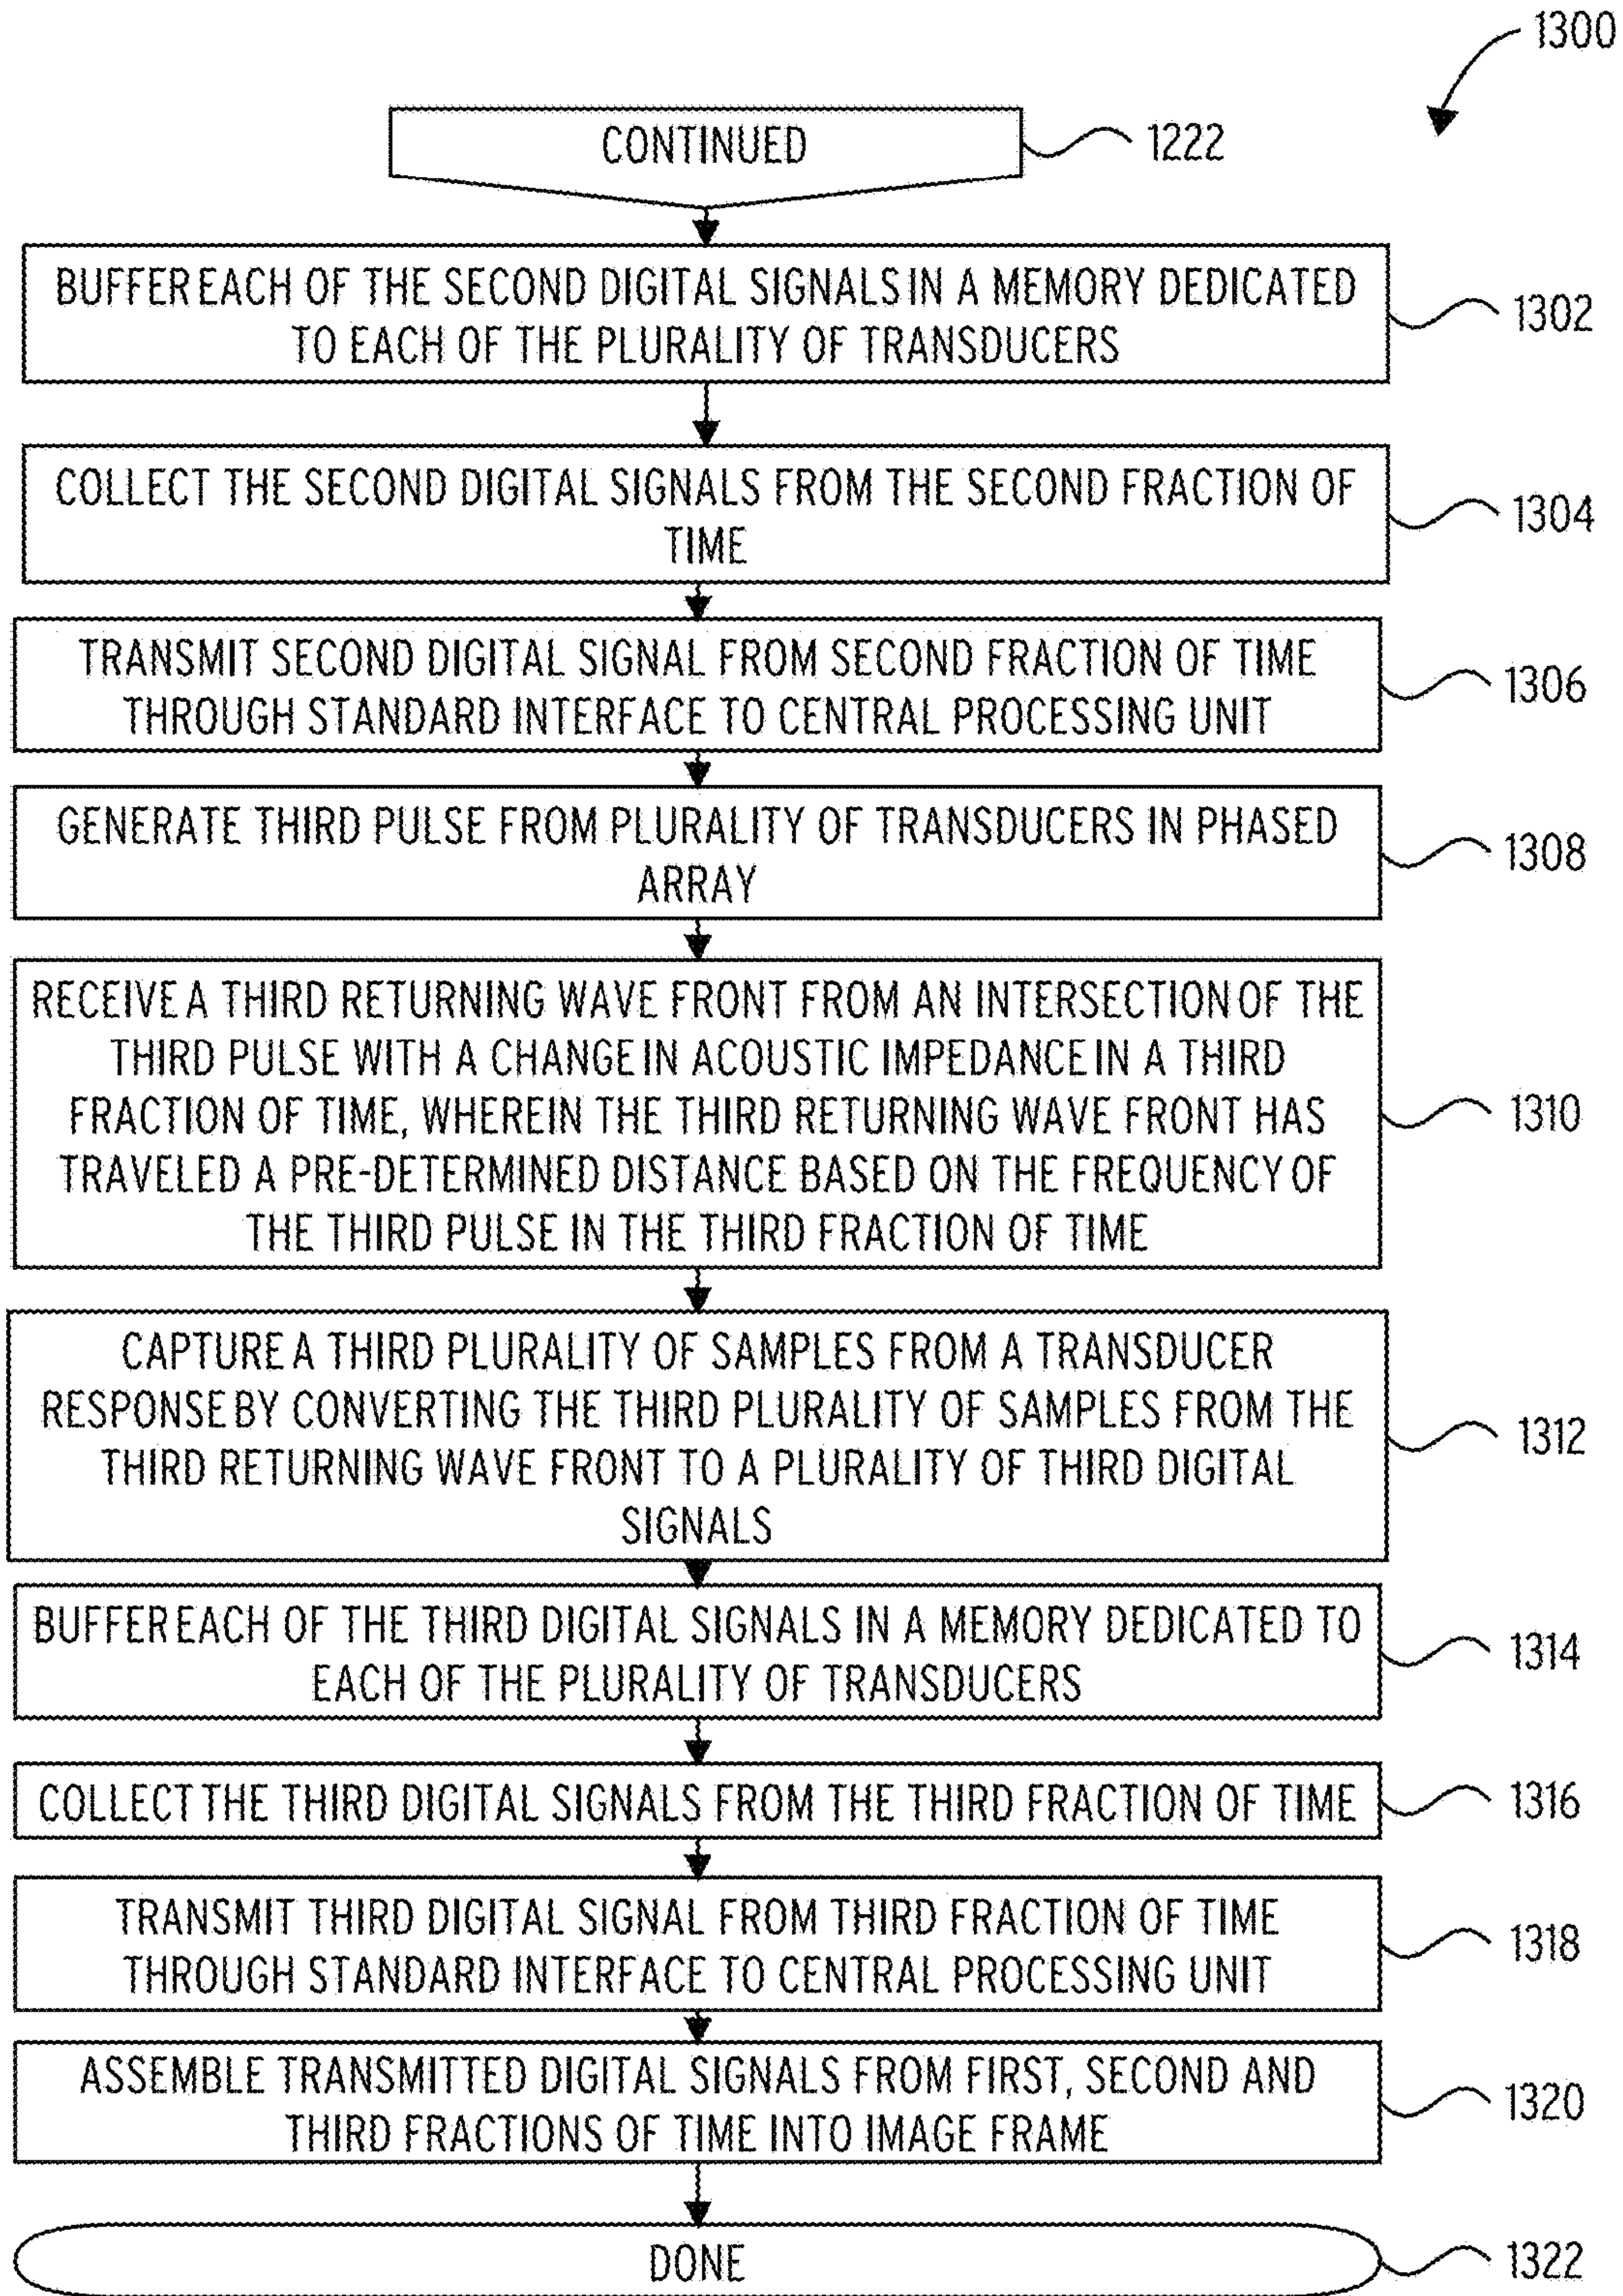 1300
CONTINUED
1222
BUFFER EACH OF THE SECOND DIGITAL SIGNALS IN A MEMORY DEDICATED
TO EACH OF THE PLURALITY OF TRANSDUCERS
1302
COLLECT THE SECOND DIGITAL SIGNALS FROM THE SECOND FRACTION OF
TIME
1304
TRANSMIT SECOND DIGITAL SIGNAL FROM SECOND FRACTION OF TIME
THROUGH STANDARD INTERFACE TO CENTRAL PROCESSING UNIT
1306
GENERATE THIRD PULSE FROM PLURALITY OF TRANSDUCERS IN PHASED
ARRAY
1308
RECEIVE A THIRD RETURNING WAVE FRONT FROM AN INTERSECTION OF THE
THIRD PULSE WITH A CHANGE IN ACOUSTIC IMPEDANCE IN A THIRD
FRACTION OF TIME, WHEREIN THE THIRD RETURNING WAVE FRONT HAS
TRAVELED A PRE-DETERMINED DISTANCE BASED ON THE FREQUENCY OF
THE THIRD PULSE IN THE THIRD FRACTION OF TIME
1310
CAPTURE A THIRD PLURALITY OF SAMPLES FROM A TRANSDUCER
RESPONSE BY CONVERTING THE THIRD PLURALITY OF SAMPLES FROM THE
THIRD RETURNING WAVE FRONT TO A PLURALITY OF THIRD DIGITAL
SIGNALS
1312
BUFFER EACH OF THE THIRD DIGITAL SIGNALS IN A MEMORY DEDICATED TO
EACH OF THE PLURALITY OF TRANSDUCERS
1314
COLLECT THE THIRD DIGITAL SIGNALS FROM THE THIRD FRACTION OF TIME
1316
TRANSMIT THIRD DIGITAL SIGNAL FROM THIRD FRACTION OF TIME
THROUGH STANDARD INTERFACE TO CENTRAL PROCESSING UNIT
1318
ASSEMBLE TRANSMITTED DIGITAL SIGNALS FROM FIRST, SECOND AND
THIRD FRACTIONS OF TIME INTO IMAGE FRAME
1320
DONE
1322